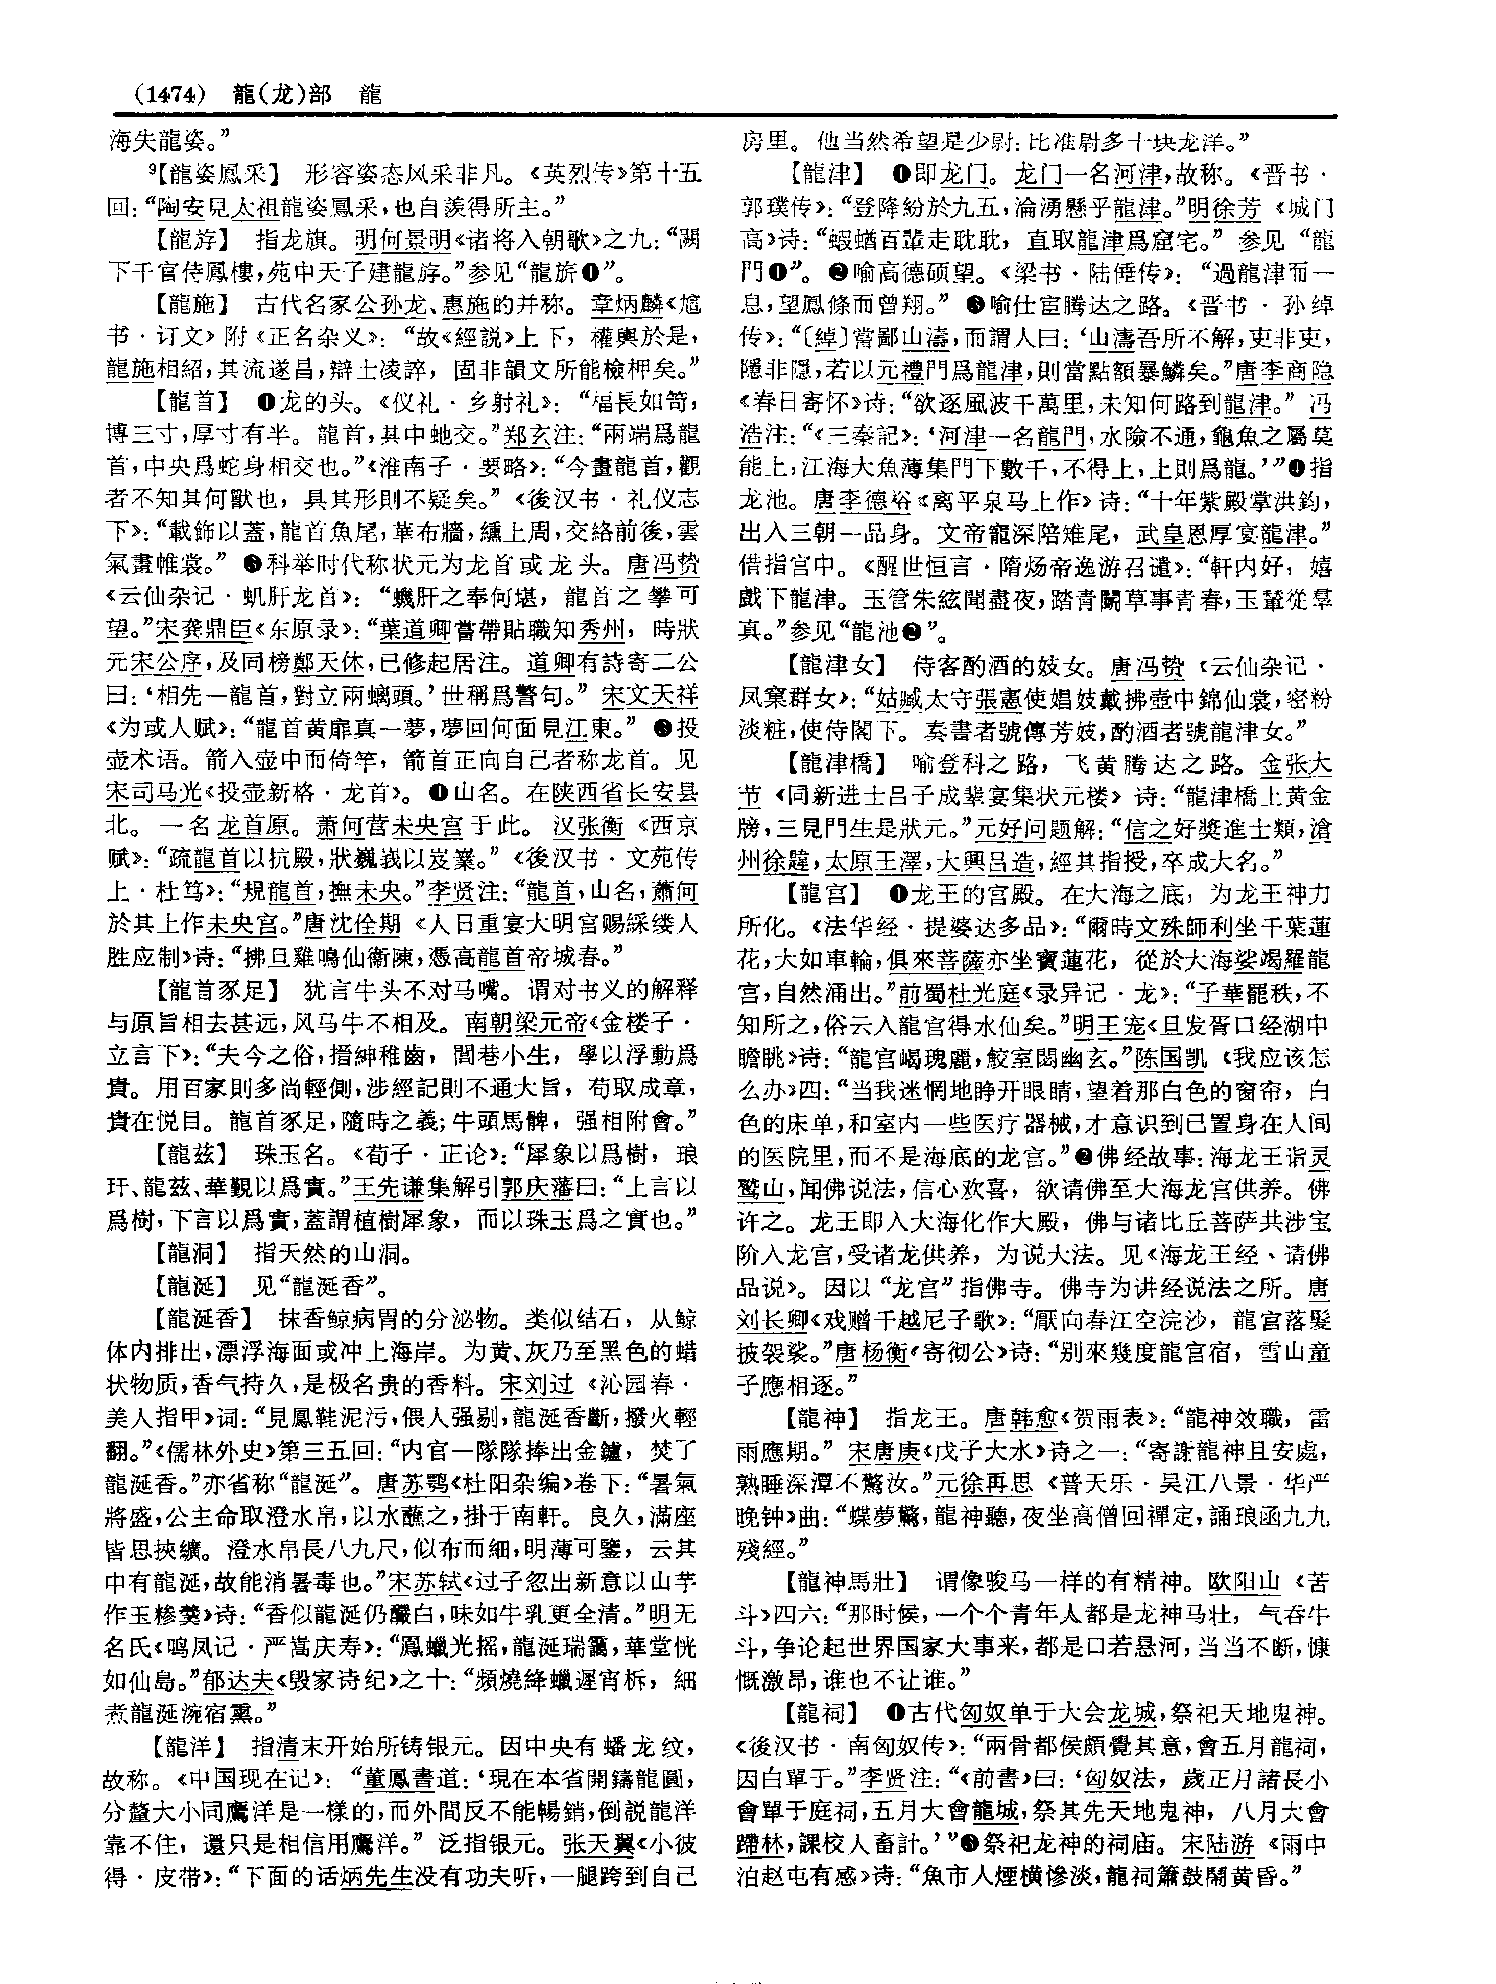 (1474) 龍(龙)部 龍
海失龍姿。”
⁹【龍姿鳳采】 形容姿态风采非凡。《英烈传》第十五
回：“陶安見太祖龍姿鳳采，也自羡得所主。”
【龍斿】 指龙旗。明何景明《诸将入朝歌》之九：“闕
下千官侍鳳樓，苑中天子建龍斿。”参见“龍旂❶”。
【龍施】 古代名家公孙龙、惠施的并称。章炳麟《訄
书·订文》附《正名杂义》：“故《經説》上下，權輿於是，
龍施相紹，其流遂昌，辯士凌誶，固非韻文所能檢柙矣。”
【龍首】 ❶龙的头。《仪礼·乡射礼》：“楅長如笴，
博三寸，厚寸有半。龍首，其中蛇交。”郑玄注：“兩端爲龍
首，中央爲蛇身相交也。”《淮南子·要略》：“今畫龍首，觀
者不知其何獸也，具其形則不疑矣。”《後汉书·礼仪志
下》：“載飾以蓋，龍首魚尾，華布牆，纁上周，交絡前後，雲
氣畫帷裳。” ❷科举时代称状元为龙首或龙头。唐冯贽
《云仙杂记·虮肝龙首》：“蟣肝之奉何堪，龍首之攀可
望。”宋龚鼎臣《东原录》：“葉道卿嘗帶貼職知秀州，時狀
元宋公序，及同榜鄭天休，已修起居注。道卿有詩寄二公
曰：‘相先一龍首，對立兩螭頭。’世稱爲警句。” 宋文天祥
《为或人赋》：“龍首黄扉真一夢，夢回何面見江東。” ❸投
壶术语。箭入壶中而倚竿，箭首正向自己者称龙首。见
宋司马光《投壶新格·龙首》。❹山名。在陕西省长安县
北。一名龙首原。萧何营未央宫于此。汉张衡《西京
赋》：“疏龍首以抗殿，狀巍峩以岌嶪。”《後汉书·文苑传
上·杜笃》：“規龍首，撫未央。”李贤注：“龍首，山名，蕭何
於其上作未央宫。”唐沈佺期《人日重宴大明宫赐綵缕人
胜应制》诗：“拂旦雞鳴仙衛陳，憑高龍首帝城春。”
【龍首豕足】 犹言牛头不对马嘴。谓对书义的解释
与原旨相去甚远，风马牛不相及。南朝梁元帝《金楼子·
立言下》：“夫今之俗，搢紳稚齒，閭巷小生，學以浮動爲
貴。用百家則多尚輕側，涉經記則不通大旨，苟取成章，
貴在悦目。龍首豕足，隨時之義；牛頭馬髀，强相附會。”
【龍兹】 珠玉名。《荀子·正论》：“犀象以爲樹，琅
玕、龍兹、華覲以爲實。”王先谦集解引郭庆藩曰：“上言以
爲樹，下言以爲實，蓋謂植樹犀象，而以珠玉爲之實也。”
【龍洞】 指天然的山洞。
【龍涎】 见“龍涎香”。
【龍涎香】 抹香鲸病胃的分泌物。类似结石，从鲸
体内排出，漂浮海面或冲上海岸。为黄、灰乃至黑色的蜡
状物质，香气持久，是极名贵的香料。宋刘过《沁园春·
美人指甲》词：“見鳳鞋泥污，偎人强剔，龍涎香斷，撥火輕
翻。”《儒林外史》第三五回：“内官一隊隊捧出金鑪，焚了
龍涎香。”亦省称“龍涎”。唐苏鹗《杜阳杂编》卷下：“暑氣
將盛，公主命取澄水帛，以水蘸之，掛于南軒。良久，滿座
皆思挾纊。澄水帛長八九尺，似布而細，明薄可鑒，云其
中有龍涎，故能消暑毒也。”宋苏轼《过子忽出新意以山芋
作玉糁羹》诗：“香似龍涎仍釅白，味如牛乳更全清。”明无
名氏《鸣凤记·严嵩庆寿》：“鳳蠟光摇，龍涎瑞靄，華堂恍
如仙島。”郁达夫《毁家诗纪》之十：“頻燒絳蠟遲宵柝，細
煮龍涎涴宿熏。”
【龍洋】 指清末开始所铸银元。因中央有蟠龙纹，
故称。《中国现在记》：“董鳳書道：‘現在本省開鑄龍圓，
分釐大小同鷹洋是一樣的，而外間反不能暢銷，倒説龍洋
靠不住，還只是相信用鷹洋。” 泛指银元。张天翼《小彼
得·皮带》：“下面的话炳先生没有功夫听，一腿跨到自己
房里。他当然希望是少尉：比准尉多十块龙洋。”
【龍津】 ❶即龙门。龙门一名河津，故称。《晋书·
郭璞传》：“登降紛於九五，淪湧懸乎龍津。”明徐芳《城门
高》诗：“蝦蝤百輩走眈眈，直取龍津爲窟宅。” 参见“龍
門❶”。❷喻高德硕望。《梁书·陆倕传》：“過龍津而一
息，望鳳條而曾翔。” ❸喻仕宦腾达之路。《晋书·孙绰
传》：“〔綽〕嘗鄙山濤，而謂人曰：‘山濤吾所不解，吏非吏，
隱非隱，若以元禮門爲龍津，則當點額暴鱗矣。”唐李商隐
《春日寄怀》诗：“欲逐風波千萬里，未知何路到龍津。” 冯
浩注：“《三秦記》：‘河津一名龍門，水險不通，龜魚之屬莫
能上；江海大魚薄集門下數千，不得上，上則爲龍。’”❹指
龙池。唐李德裕《离平泉马上作》诗：“十年紫殿掌洪鈞，
出入三朝一品身。文帝寵深陪雉尾，武皇恩厚宴龍津。”
借指宫中。《醒世恒言·隋炀帝逸游召谴》：“軒内好，嬉
戲下龍津。玉管朱絃聞盡夜，踏青鬭草事青春，玉輦從羣
真。”参见“龍池❷”。
【龍津女】 侍客酌酒的妓女。唐冯贽《云仙杂记·
凤窠群女》：“姑臧太守張憲使娼妓戴拂壺巾錦仙裳，密粉
淡粧，使侍閣下。奏書者號傳芳妓，酌酒者號龍津女。”
【龍津橋】 喻登科之路，飞黄腾达之路。金张大
节《同新进士吕子成辈宴集状元楼》诗：“龍津橋上黄金
牓，三見門生是狀元。”元好问题解：“信之好奬進士類，滄
州徐韙，太原王澤，大興吕造，經其指授，卒成大名。”
【龍宫】 ❶龙王的宫殿。在大海之底，为龙王神力
所化。《法华经·提婆达多品》：“爾時文殊師利坐千葉蓮
花，大如車輪，俱來菩薩亦坐寶蓮花，從於大海娑竭羅龍
宫，自然涌出。”前蜀杜光庭《录异记·龙》：“子華罷秩，不
知所之，俗云入龍宫得水仙矣。”明王宠《旦发胥口经湖中
瞻眺》诗：“龍宫嵑瑰麗，鮫室閟幽玄。”陈国凯《我应该怎
么办》四：“当我迷惘地睁开眼睛，望着那白色的窗帘，白
色的床单，和室内一些医疗器械，才意识到已置身在人间
的医院里，而不是海底的龙宫。”❷佛经故事：海龙王诣灵
鹫山，闻佛说法，信心欢喜，欲请佛至大海龙宫供养。佛
许之。龙王即入大海化作大殿，佛与诸比丘菩萨共涉宝
阶入龙宫，受诸龙供养，为说大法。见《海龙王经、请佛
品说》。因以“龙宫”指佛寺。佛寺为讲经说法之所。唐
刘长卿《戏赠干越尼子歌》：“厭向春江空浣沙，龍宫落髮
披袈裟。”唐杨衡《寄彻公》诗：“别來幾度龍宫宿，雪山童
子應相逐。”
【龍神】 指龙王。唐韩愈《贺雨表》：“龍神效職，雷
雨應期。” 宋唐庚《戊子大水》诗之一：“寄謝龍神且安處，
熟睡深潭不驚汝。”元徐再思《普天乐·吴江八景·华严
晚钟》曲：“蝶夢驚，龍神聽，夜坐高僧回禪定，誦琅函九九
殘經。”
【龍神馬壯】 谓像骏马一样的有精神。欧阳山《苦
斗》四六：“那时候，一个个青年人都是龙神马壮，气吞牛
斗，争论起世界国家大事来，都是口若悬河，当当不断，慷
慨激昂，谁也不让谁。”
【龍祠】 ❶古代匈奴单于大会龙城，祭祀天地鬼神。
《後汉书·南匈奴传》：“兩骨都侯頗覺其意，會五月龍祠，
因白單于。”李贤注：“《前書》曰：‘匈奴法，歲正月諸長小
會單于庭祠，五月大會龍城，祭其先天地鬼神，八月大會
蹛林，課校人畜計。’”❷祭祀龙神的祠庙。宋陆游《雨中
泊赵屯有感》诗：“魚市人煙横慘淡，龍祠簫鼓鬧黄昏。”